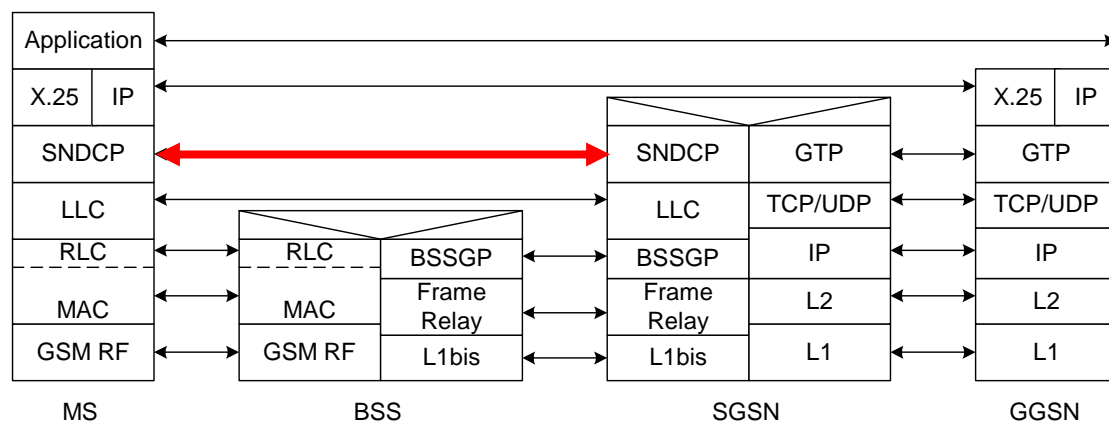 Application
X.25 IP X.25 IP
SNDCP SNDCP GTP GTP
LLC LLC TCP/UDP TCP/UDP
RLC RLC BSSGP BSSGP IP IP
MAC MAC Frame Relay Frame Relay L2 L2
GSM RF GSM RF L1bis L1bis L1 L1
MS BSS SGSN GGSN